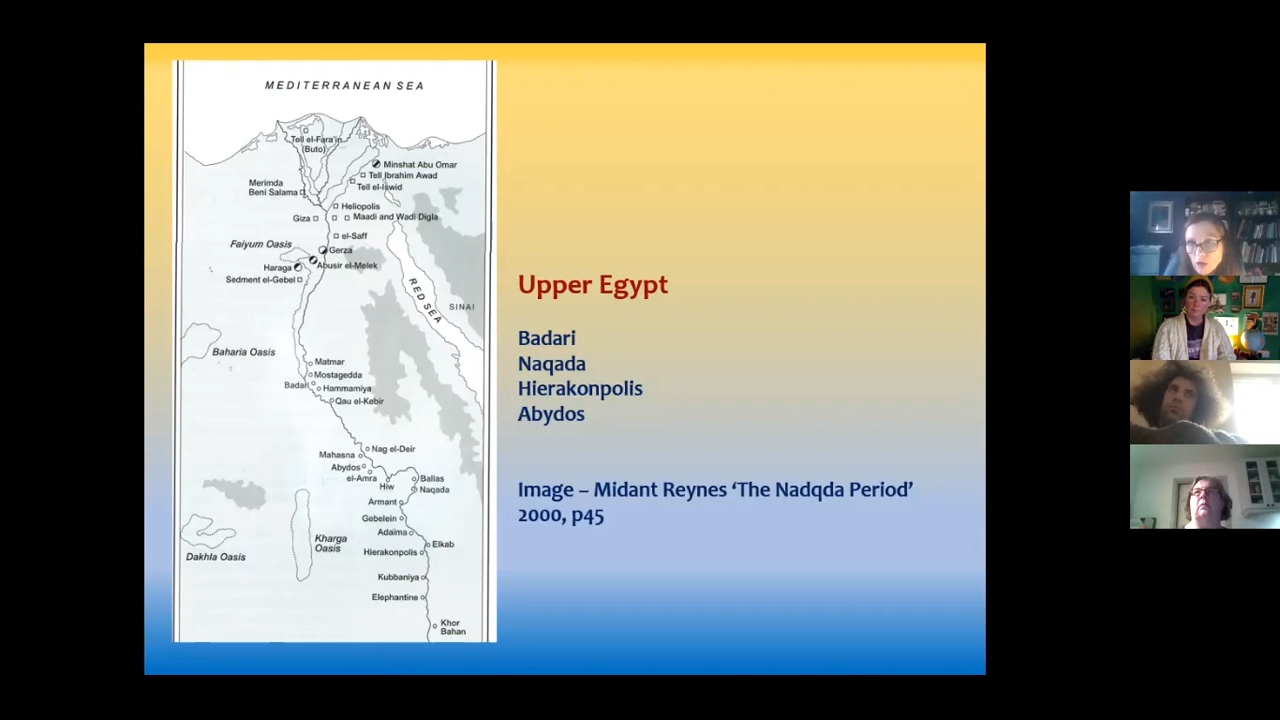 MEDITERRANEAN SEA
Tell el-Fara'in
(Buto)
Minshat Abu Omar
Tell Ibrahim Awad
Tell el-Iswid
Merimda
Beni Salama
Heliopolis
Giza
Maadi and Wadi Digla
el-Saff
Faiyum Oasis
Gerza
Haraga
Abusir el-Melek
Sedment el-Gebel
RED SEA
SINAI
Baharia Oasis
Matmar
Mostagedda
Badari
Hammamiya
Qau el-Kebir
Nag el-Deir
Mahasna
Abydos
el-Amra
Hiw
Ballas
Naqada
Armant
Gebelein
Adaïma
Kharga
Oasis
Elkab
Hierakonpolis
Dakhla Oasis
Kubbaniya
Elephantine
Khor
Bahan
Upper Egypt
Badari
Naqada
Hierakonpolis
Abydos
Image – Midant Reynes ‘The Nadqda Period’
2000, p45